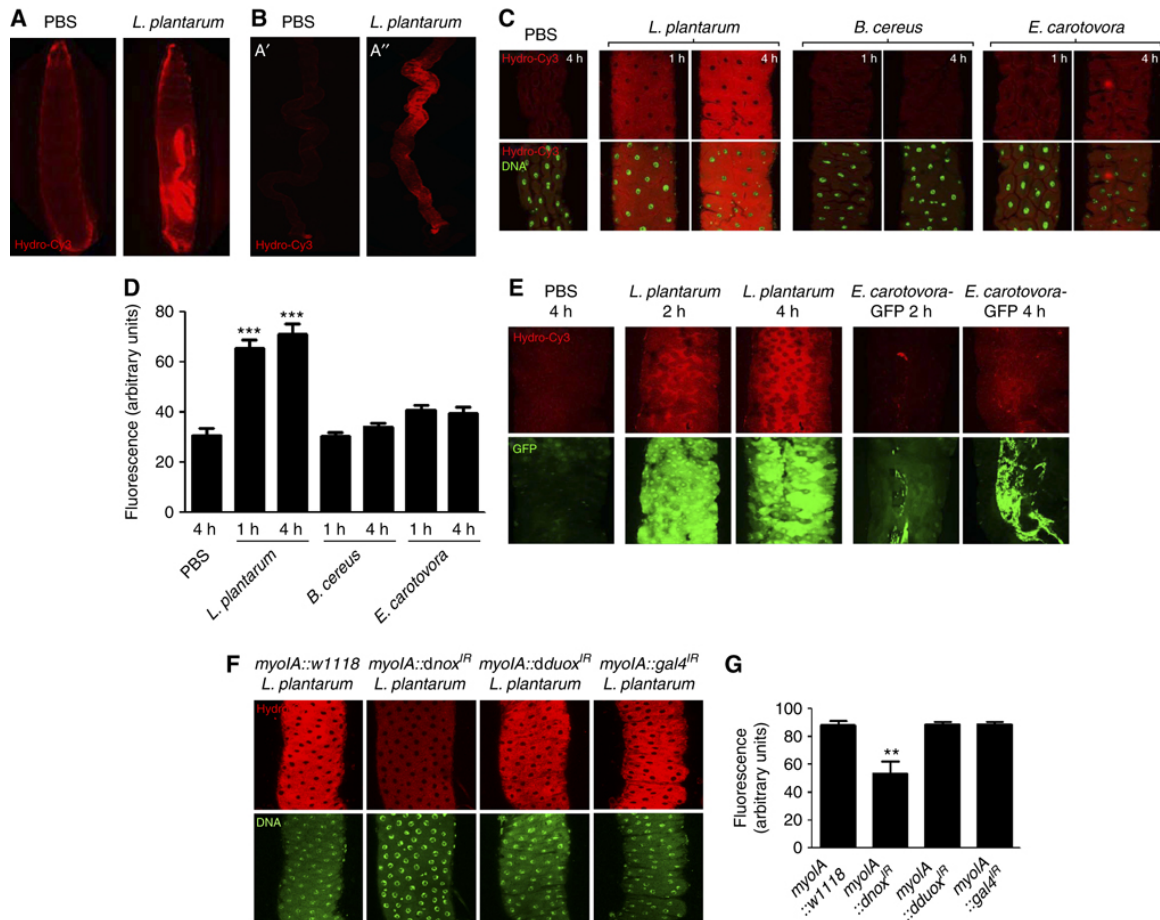 A
PBS
L. plantarum
Hydro-Cy3
B
PBS
L. plantarum
A′
A″
Hydro-Cy3
C
PBS
L. plantarum
B. cereus
E. carotovora
Hydro-Cy3
4 h
1 h
4 h
1 h
4 h
1 h
4 h
Hydro-Cy3
DNA
D
Fluorescence (arbitrary units)
80
60
40
20
0
***
***
4 h
1 h
4 h
1 h
4 h
1 h
4 h
PBS
L. plantarum
B. cereus
E. carotovora
E
PBS
4 h
L. plantarum
2 h
L. plantarum
4 h
E. carotovora-
GFP 2 h
E. carotovora-
GFP 4 h
Hydro-Cy3
GFP
F
myoIA::w1118
L. plantarum
myoIA::dnoxIR
L. plantarum
myoIA::dduoxIR
L. plantarum
myoIA::gal4IR
L. plantarum
Hydro
DNA
G
Fluorescence
(arbitrary units)
100
80
60
40
20
0
**
myoIA
::w1118
myoIA
::dnoxIR
myoIA
::dduoxIR
myoIA
::gal4IR